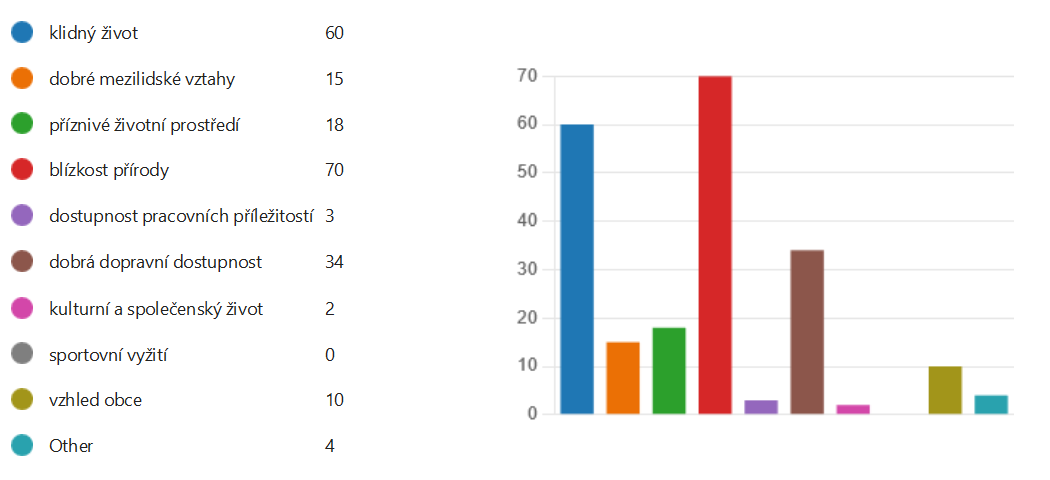 klidný život 60
dobré mezilidské vztahy 15
příznivé životní prostředí 18
blízkost přírody 70
dostupnost pracovních příležitostí 3
dobrá dopravní dostupnost 34
kulturní a společenský život 2
sportovní vyžití 0
vzhled obce 10
Other 4
70
60
50
40
30
20
10
0